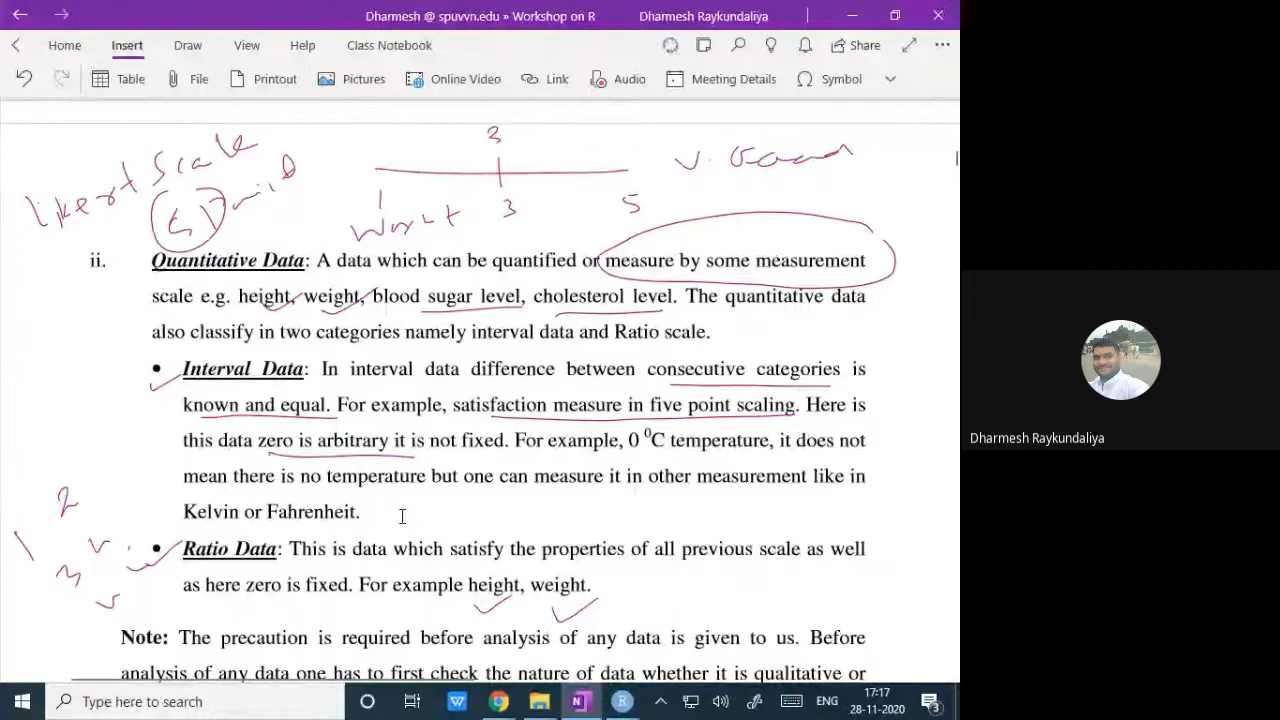 Dharmesh @ spuvvn.edu » Workshop on R
Dharmesh Raykundaliya
Home Insert Draw View Help Class Notebook
Share
Table File Printout Pictures Online Video Link Audio Meeting Details Symbol
3
Likert Scale
V. Good
5
1 3 5
Worst
ii. Quantitative Data: A data which can be quantified or measure by some measurement
scale e.g. height, weight, blood sugar level, cholesterol level. The quantitative data
also classify in two categories namely interval data and Ratio scale.
• Interval Data: In interval data difference between consecutive categories is
known and equal. For example, satisfaction measure in five point scaling. Here is
this data zero is arbitrary it is not fixed. For example, 0 ⁰C temperature, it does not
mean there is no temperature but one can measure it in other measurement like in
Kelvin or Fahrenheit.
2
• Ratio Data: This is data which satisfy the properties of all previous scale as well
as here zero is fixed. For example height, weight.
3
Note: The precaution is required before analysis of any data is given to us. Before
analysis of any data one has to first check the nature of data whether it is qualitative or
Dharmesh Raykundaliya
Type here to search
ENG
17:17
28-11-2020
3